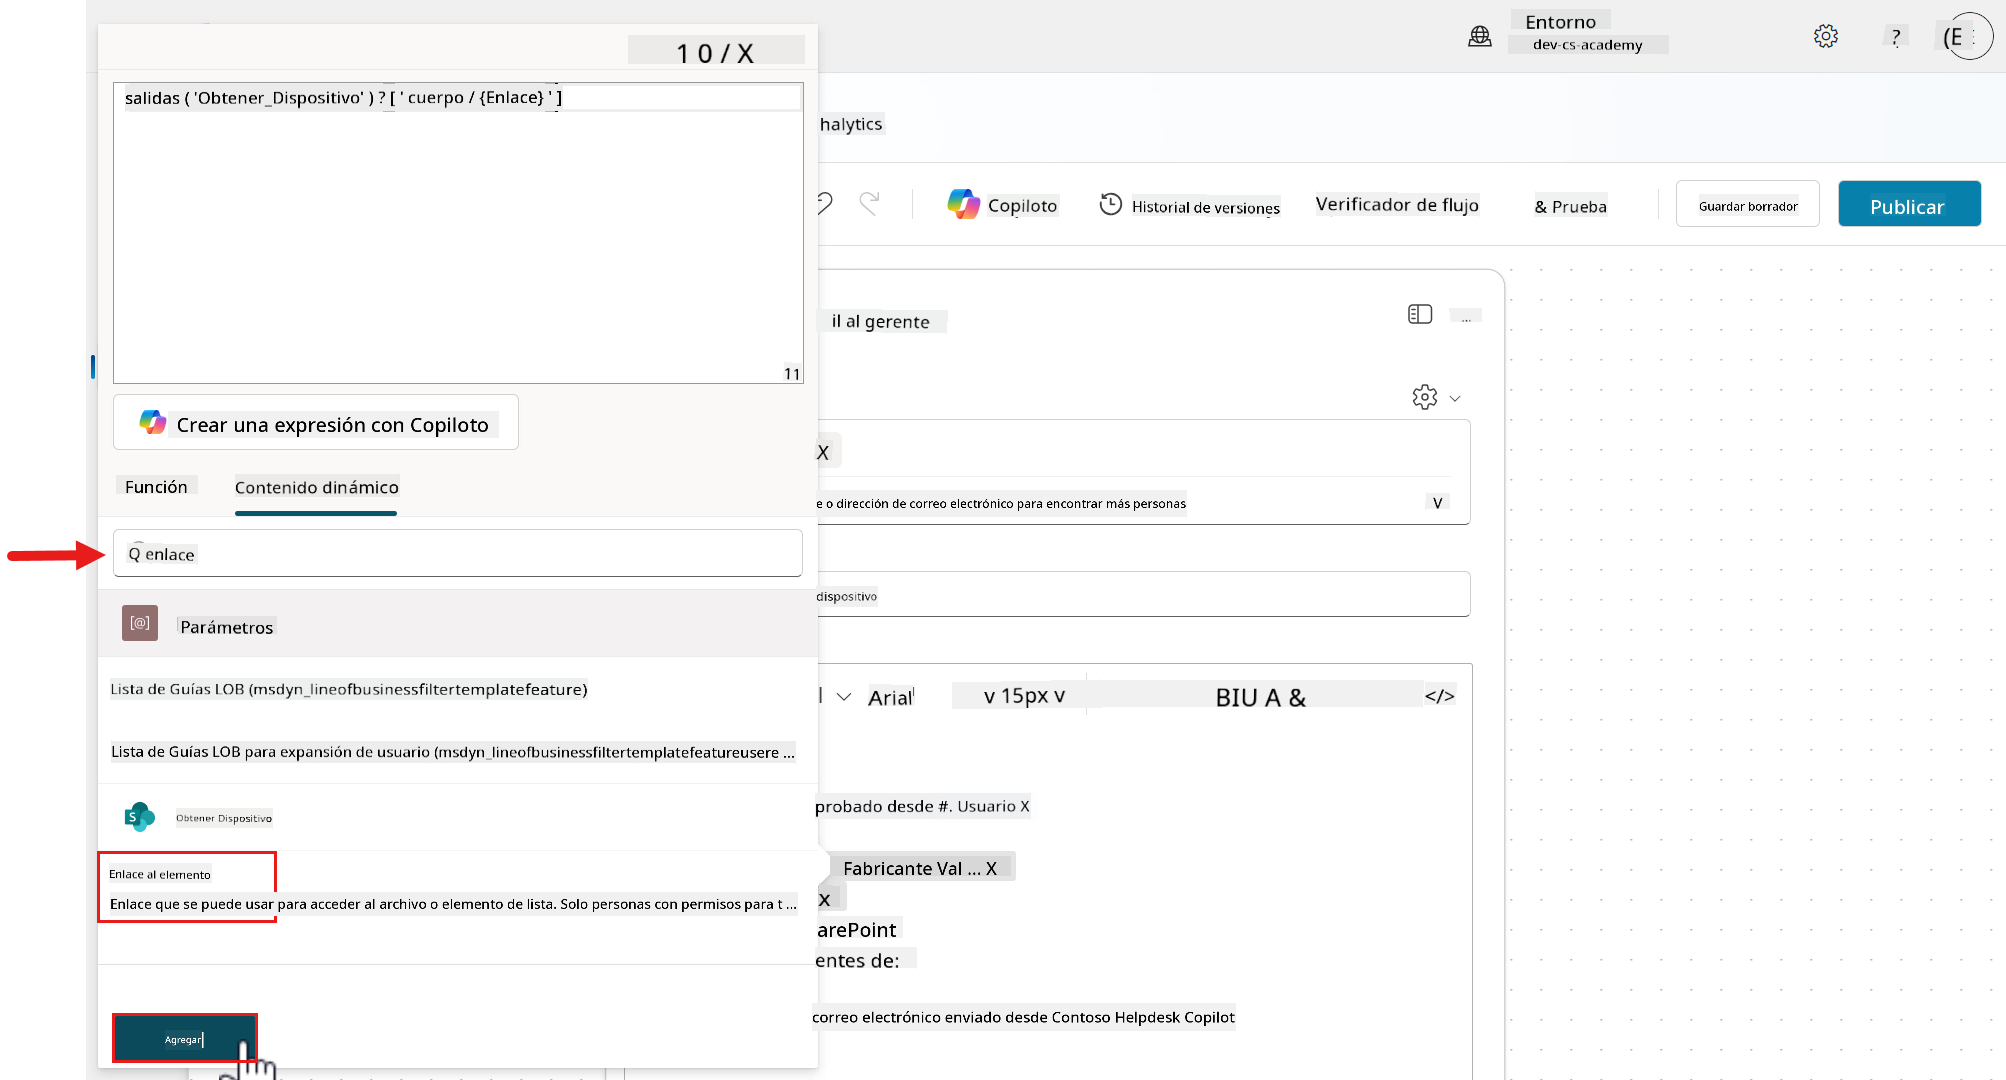 1 0 / X
Entorno
dev-cs-academy
?
(E
salidas ( 'Obtener_Dispositivo' ) ? [ ' cuerpo / {Enlace} ' ]
11
halytics
Copiloto
Historial de versiones
Verificador de flujo
& Prueba
Guardar borrador
Publicar
il al gerente
...
Crear una expresión con Copiloto
X
Función
Contenido dinámico
e o dirección de correo electrónico para encontrar más personas
V
Q enlace
dispositivo
[@]
Parámetros
Lista de Guías LOB (msdyn_lineofbusinessfiltertemplatefeature)
Arial
v 15px v
BIU A &
</>
Lista de Guías LOB para expansión de usuario (msdyn_lineofbusinessfiltertemplatefeatureusere ...
S
Obtener Dispositivo
probado desde #. Usuario X
Enlace al elemento
Fabricante Val ... X
Enlace que se puede usar para acceder al archivo o elemento de lista. Solo personas con permisos para t ...
x
arePoint
entes de:
correo electrónico enviado desde Contoso Helpdesk Copilot
Agregar